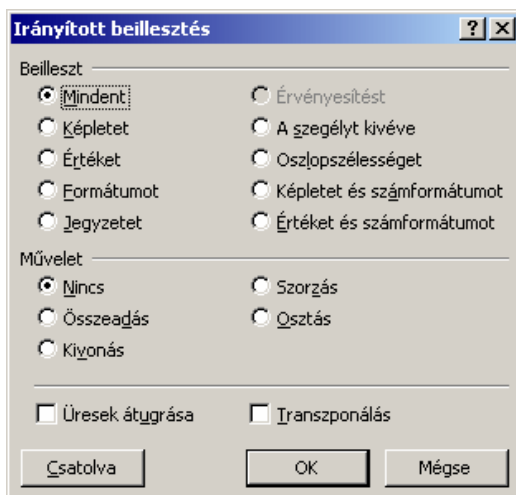 Irányított beillesztés
Beilleszt
Mindent
Érvényesítést
Képletet
A szegélyt kivéve
Értéket
Oszlopszélességet
Formátumot
Képletet és számformátumot
Jegyzetet
Értéket és számformátumot
Művelet
Nincs
Szorzás
Összeadás
Osztás
Kivonás
Üresek átugrása
Transzponálás
Csatolva
OK
Mégse